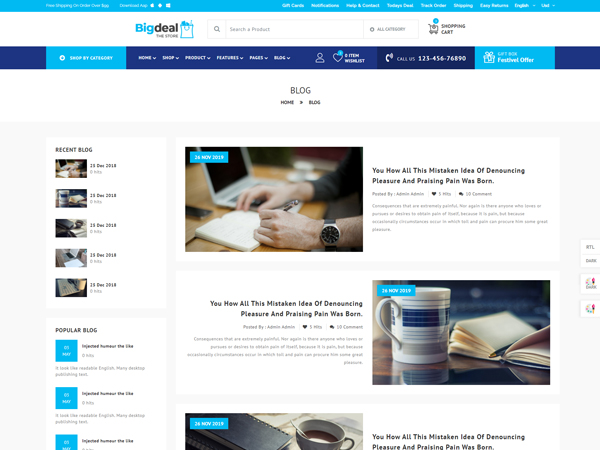 Free Shipping On Order Over $99
Download App
Gift Cards
Notifications
Help & Contact
Todays Deal
Track Order
Shipping
Easy Returns
English
Usd
Bigdeal
THE STORE
Search a Product
ALL CATEGORY
SHOPPING
CART
SHOP BY CATEGORY
HOME
SHOP
PRODUCT
FEATURES
PAGES
BLOG
0 ITEM
WISHLIST
CALL US 123-456-76890
GIFT BOX
Festivel Offer
BLOG
HOME » BLOG
RECENT BLOG
25 Dec 2018
0 hits
25 Dec 2018
0 hits
25 Dec 2018
0 hits
25 Dec 2018
0 hits
25 Dec 2018
0 hits
POPULAR BLOG
03
MAY
Injected humour the like
0 hits
it look like readable English. Many desktop
publishing text.
03
MAY
Injected humour the like
0 hits
it look like readable English. Many desktop
publishing text.
03
MAY
Injected humour the like
0 hits
26 NOV 2019
You How All This Mistaken Idea Of Denouncing
Pleasure And Praising Pain Was Born.
Posted By : Admin Admin
5 Hits
10 Comment
Consequences that are extremely painful. Nor again is there anyone who loves or
pursues or desires to obtain pain of itself, because it is pain, but because
occasionally circumstances occur in which toil and pain can procure him some great
pleasure.
26 NOV 2019
You How All This Mistaken Idea Of Denouncing
Pleasure And Praising Pain Was Born.
Posted By : Admin Admin
5 Hits
10 Comment
Consequences that are extremely painful. Nor again is there anyone who loves
or pursues or desires to obtain pain of itself, because it is pain, but because
occasionally circumstances occur in which toil and pain can procure him some great
pleasure.
26 NOV 2019
You How All This Mistaken Idea Of Denouncing
Pleasure And Praising Pain Was Born.
RTL
DARK